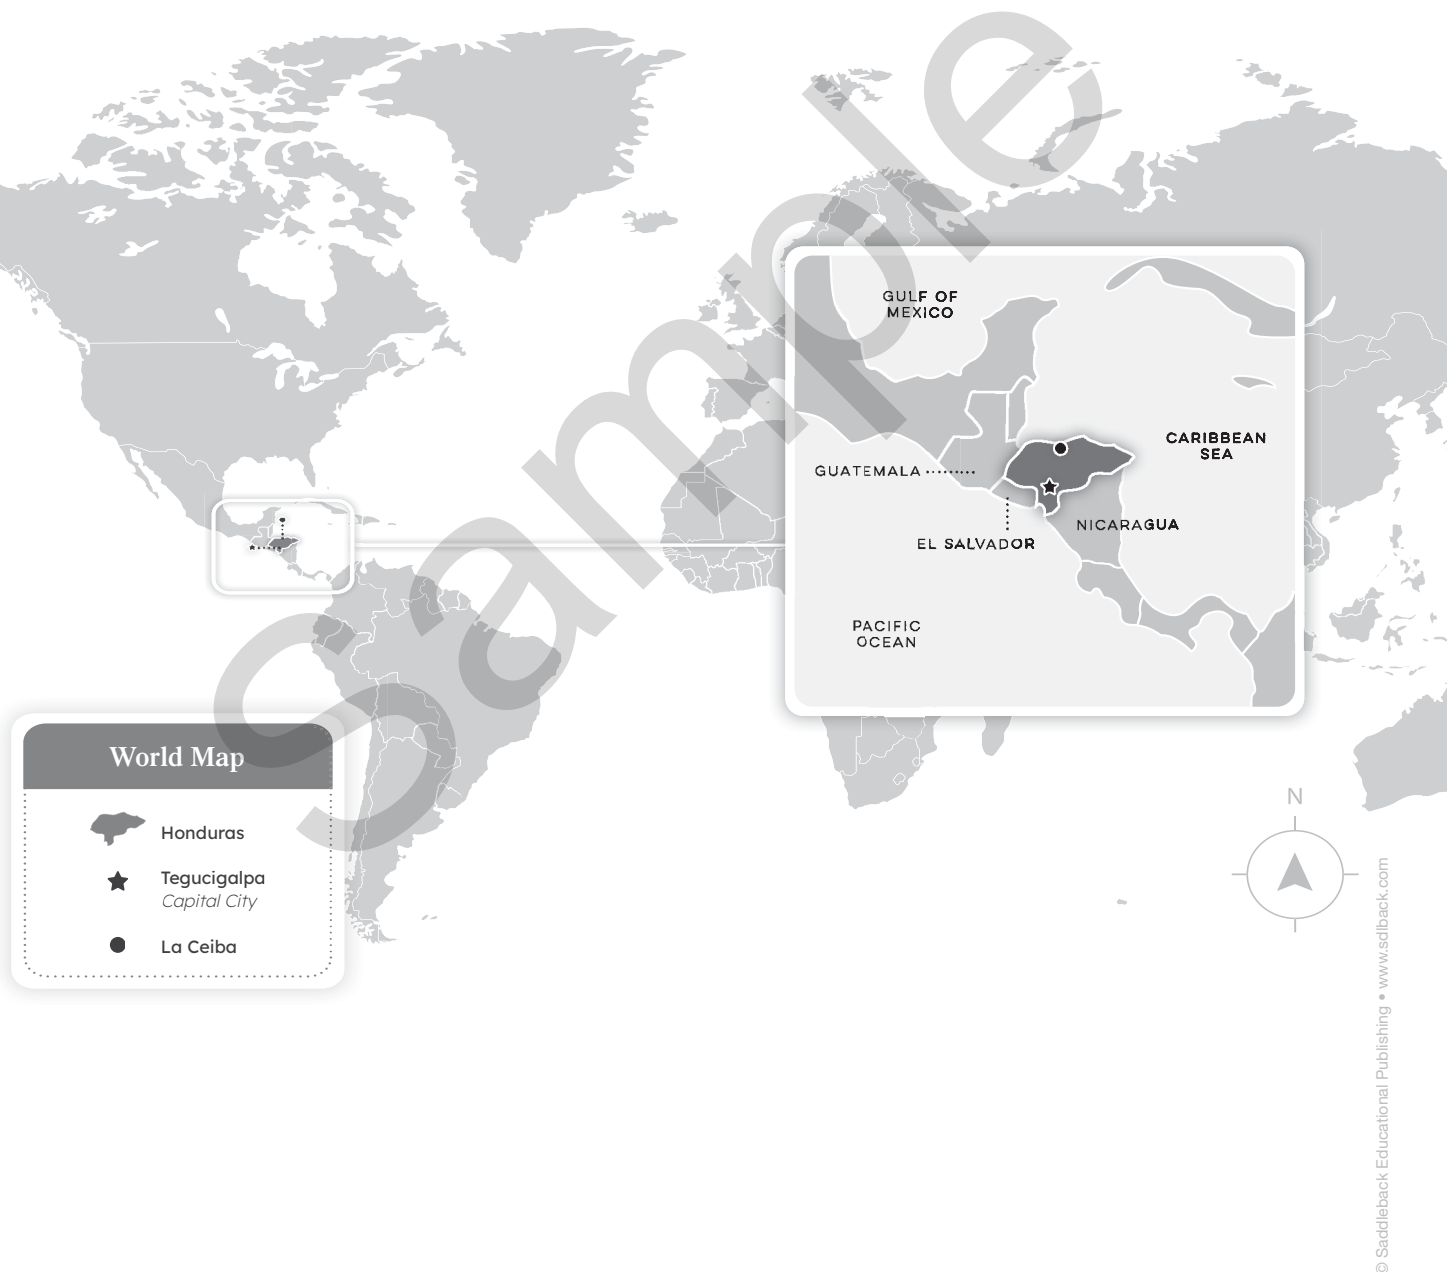 Sample
GULF OF
MEXICO
CARIBBEAN
SEA
GUATEMALA
NICARAGUA
EL SALVADOR
PACIFIC
OCEAN
World Map
Honduras
Tegucigalpa
Capital City
La Ceiba
N
© Saddleback Educational Publishing • www.sdlback.com